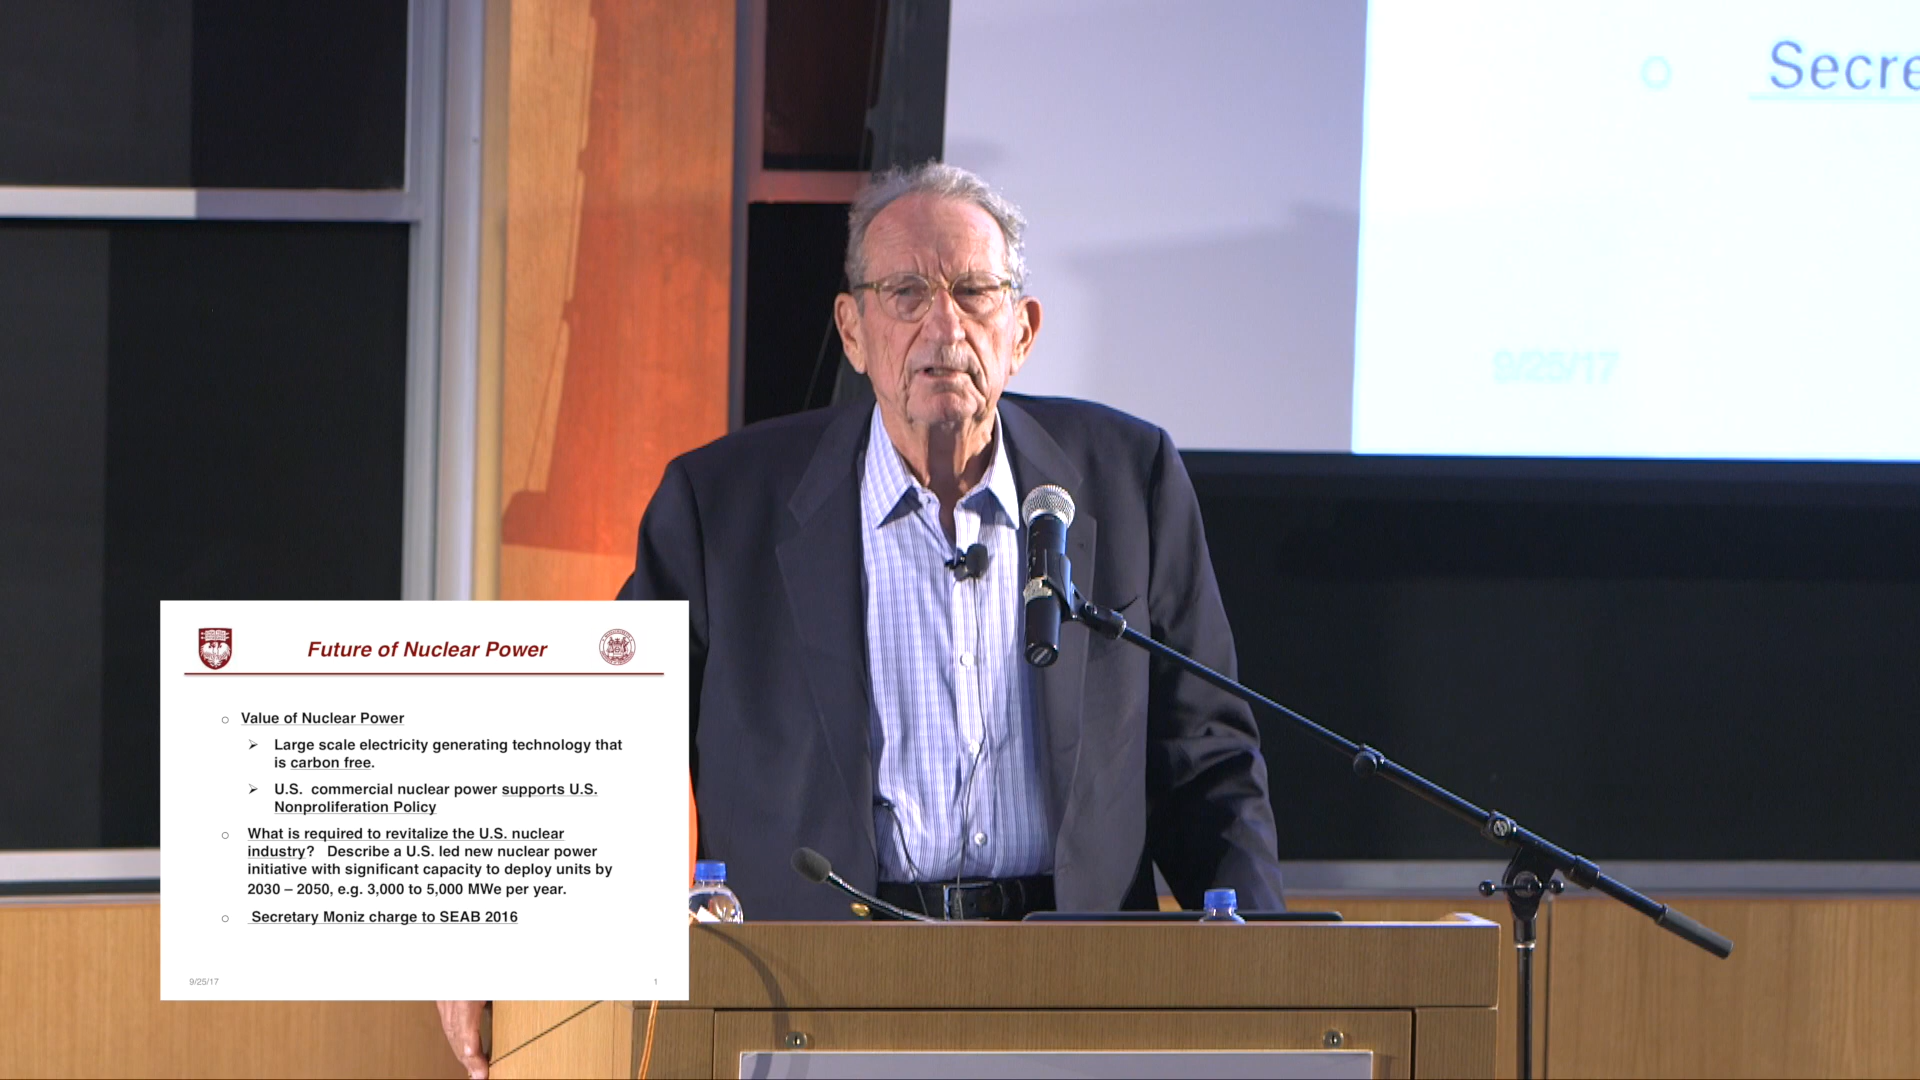 Secre
9/25/17
Future of Nuclear Power
Value of Nuclear Power
Large scale electricity generating technology that
is carbon free.
U.S. commercial nuclear power supports U.S.
Nonproliferation Policy
What is required to revitalize the U.S. nuclear
industry? Describe a U.S. led new nuclear power
initiative with significant capacity to deploy units by
2030 – 2050, e.g. 3,000 to 5,000 MWe per year.
Secretary Moniz charge to SEAB 2016
9/25/17
1